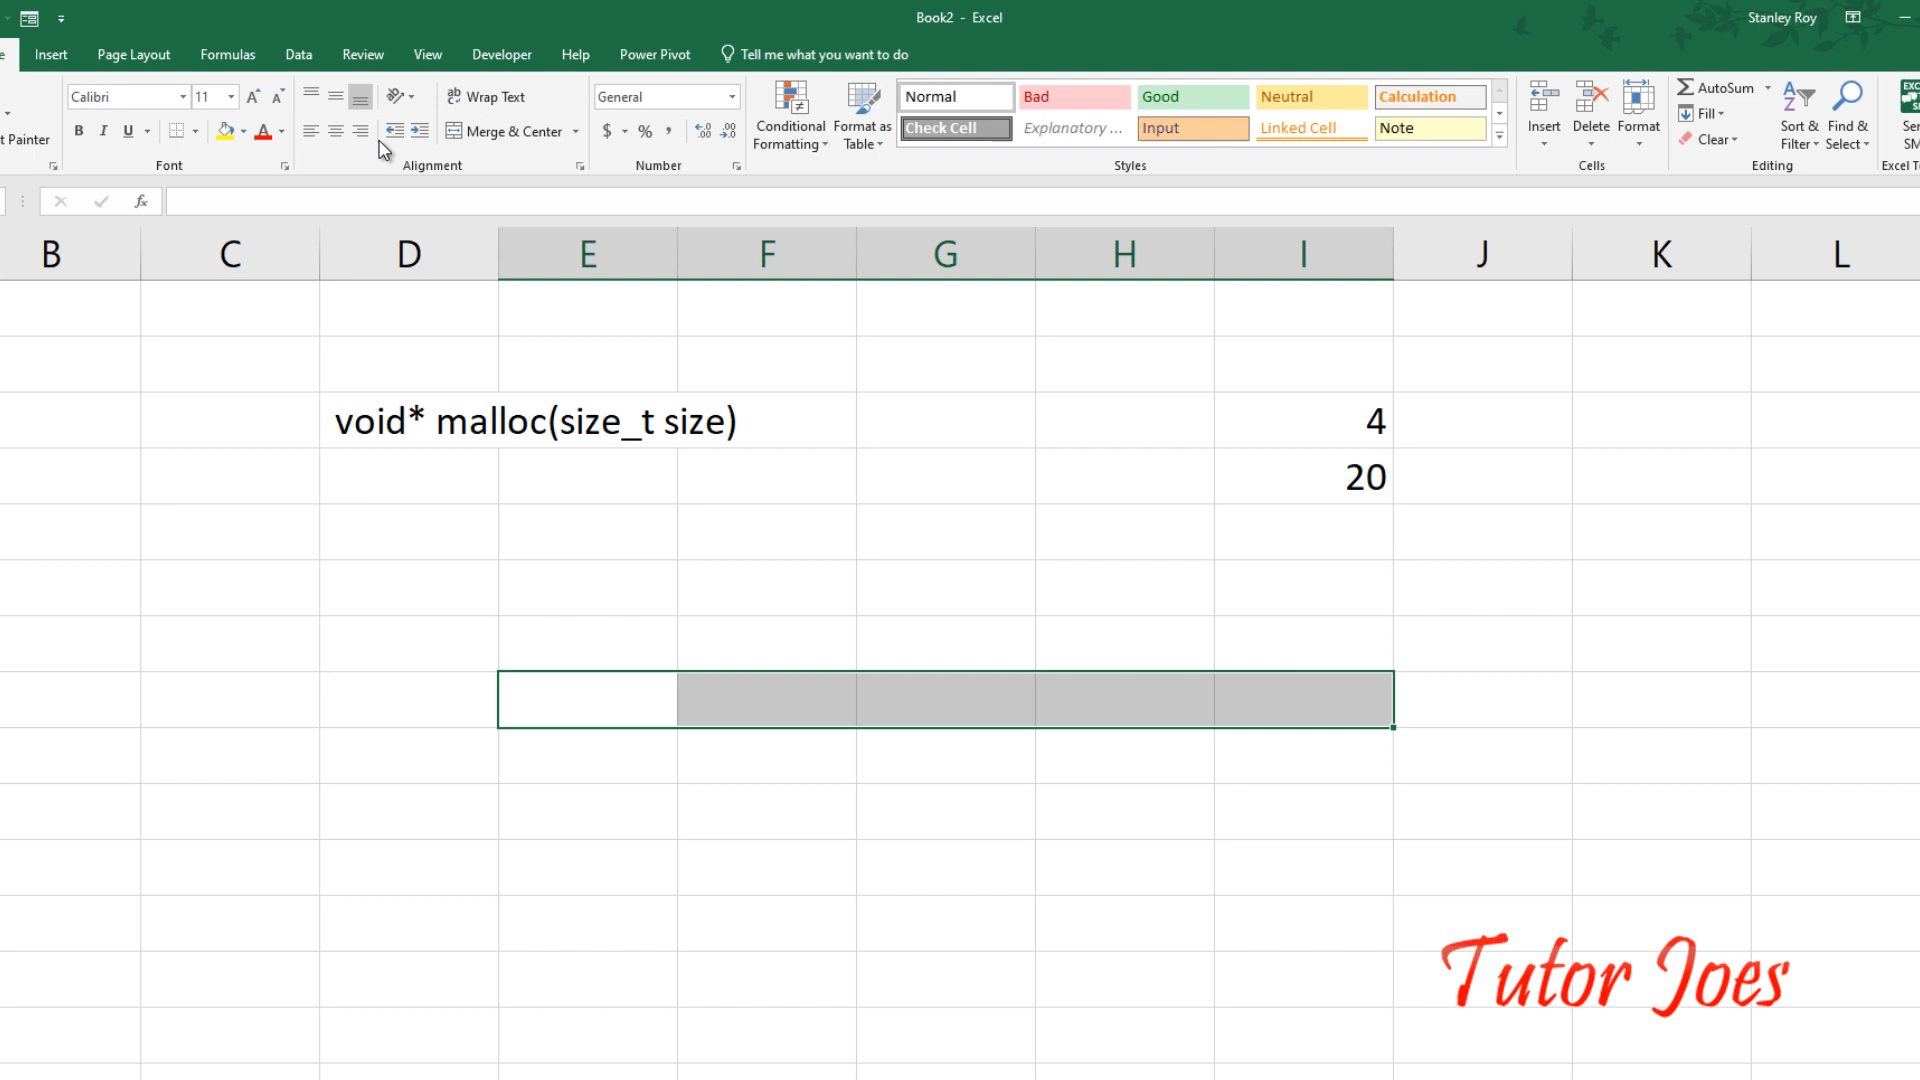 Book2 - Excel
Stanley Roy
Insert
Page Layout
Formulas
Data
Review
View
Developer
Help
Power Pivot
Tell me what you want to do
t Painter
Calibri
11
B I U
Font
ab Wrap Text
Merge & Center
Alignment
General
$ % ,
Number
Conditional Formatting
Format as Table
Normal
Bad
Good
Neutral
Calculation
Check Cell
Explanatory ...
Input
Linked Cell
Note
Styles
Insert
Delete
Format
Cells
AutoSum
Fill
Clear
Sort & Filter
Find & Select
Editing
Excel T
fx
B C D E F G H I J K L
void* malloc(size_t size)
4
20
Tutor Joes